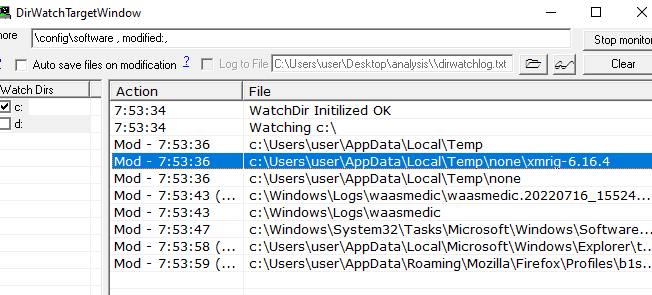 DirWatchTargetWindow
nore \config\software , modified:, Stop monitor
Auto save files on modification ? Log to File C:\Users\user\Desktop\analysis\\dirwatchlog.txt Clear
Watch Dirs Action File
c: 7:53:34 WatchDir Initilized OK
d: 7:53:34 Watching c:\
Mod - 7:53:36 c:\Users\user\AppData\Local\Temp
Mod - 7:53:36 c:\Users\user\AppData\Local\Temp\none\xmrig-6.16.4
Mod - 7:53:36 c:\Users\user\AppData\Local\Temp\none
Mod - 7:53:43 (... c:\Windows\Logs\waasmedic\waasmedic.20220716_15524...
Mod - 7:53:43 c:\Windows\Logs\waasmedic
Mod - 7:53:47 c:\Windows\System32\Tasks\Microsoft\Windows\Software...
Mod - 7:53:58 (... c:\Users\user\AppData\Local\Microsoft\Windows\Explorer\t...
Mod - 7:53:59 (... c:\Users\user\AppData\Roaming\Mozilla\Firefox\Profiles\b1s...